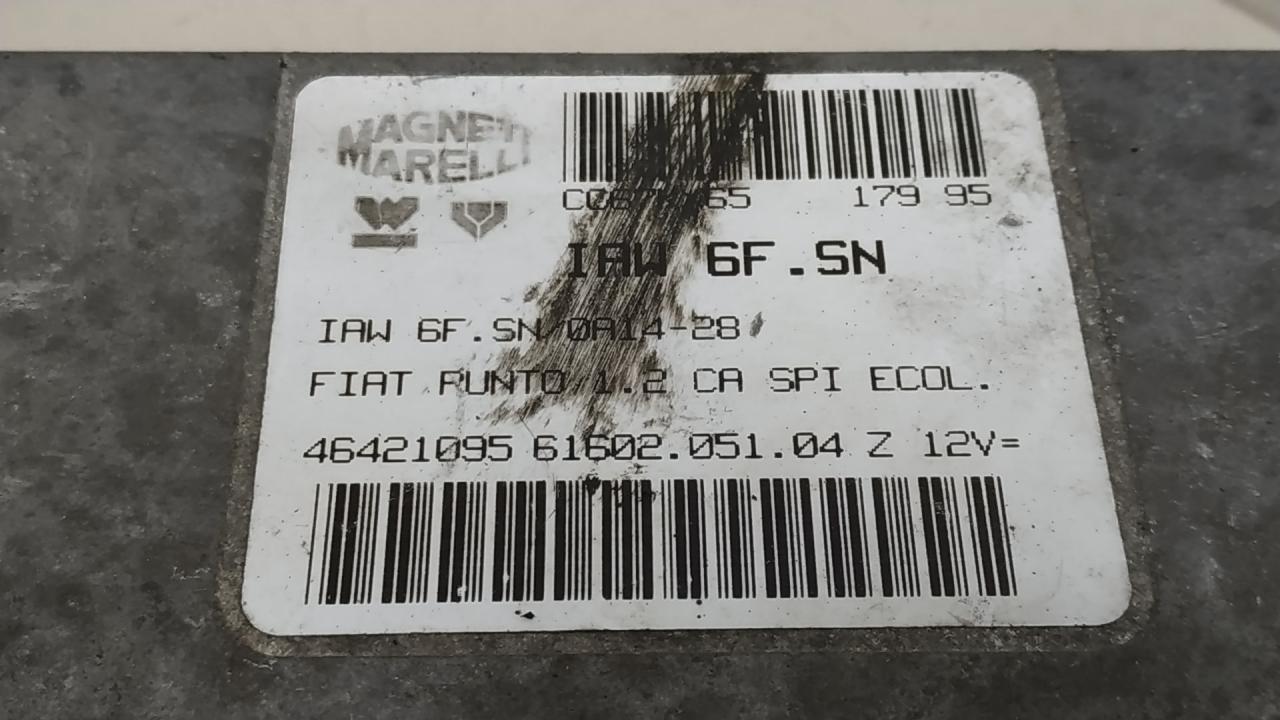 MAGNETI
MARELLI
179 95
IAW 6F.SN
IAW 6F.SN/0A14-28
FIAT PUNTO 1.2 CA SPI ECOL.
46421095 61602.051.04 Z 12V=